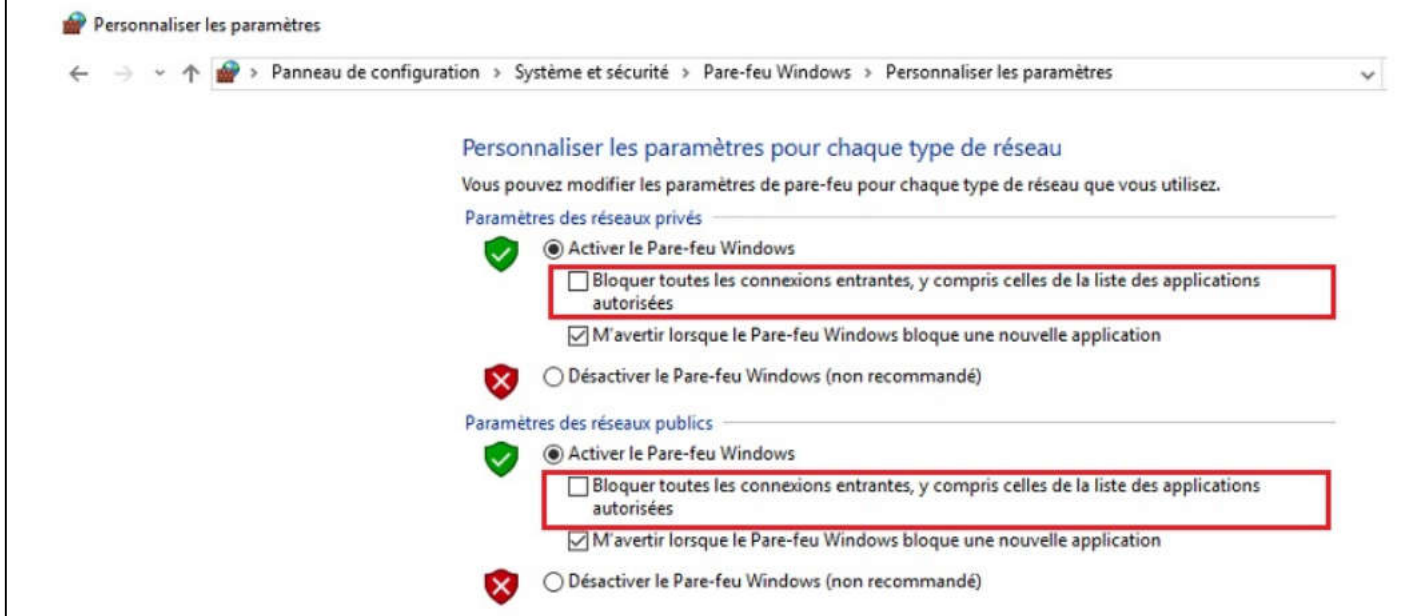 Personnaliser les paramètres
Panneau de configuration > Système et sécurité > Pare-feu Windows > Personnaliser les paramètres
Personnaliser les paramètres pour chaque type de réseau
Vous pouvez modifier les paramètres de pare-feu pour chaque type de réseau que vous utilisez.
Paramètres des réseaux privés
Activer le Pare-feu Windows
Bloquer toutes les connexions entrantes, y compris celles de la liste des applications
autorisées
M'avertir lorsque le Pare-feu Windows bloque une nouvelle application
Désactiver le Pare-feu Windows (non recommandé)
Paramètres des réseaux publics
Activer le Pare-feu Windows
Bloquer toutes les connexions entrantes, y compris celles de la liste des applications
autorisées
M'avertir lorsque le Pare-feu Windows bloque une nouvelle application
Désactiver le Pare-feu Windows (non recommandé)